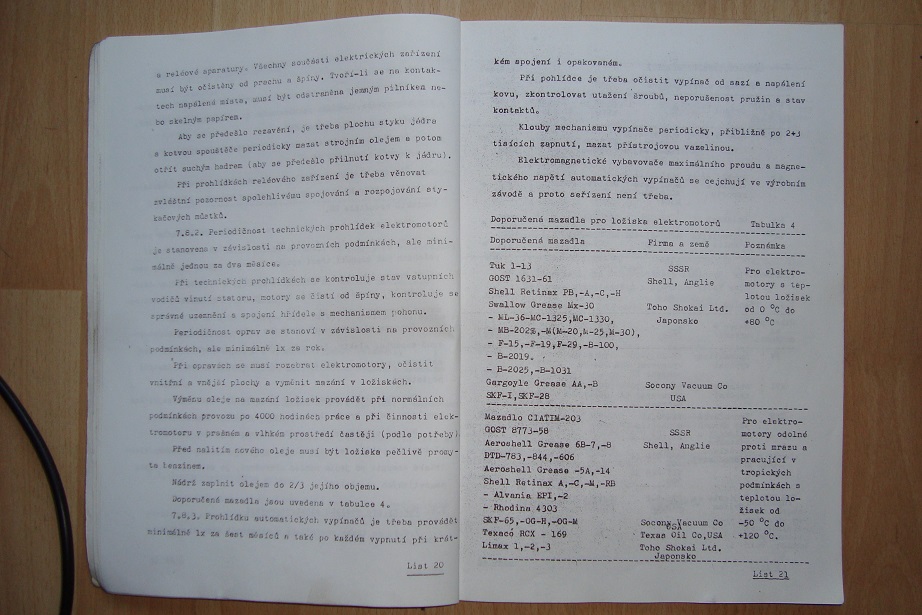 a reléové aparatury. Všechny součásti elektrických zařízení
musí být očištěny od prachu a špíny. Tvoří-li se na kontak-
tech napálená místa, musí být odstraněna jemným pilníkem ne-
bo skelným papírem.
Aby se předešlo rezavění, je třeba plochu styku jádra
s kotvou spouštěče periodicky mazat strojním olejem a potom
otřít suchým hadrem (aby se předešlo přilnutí kotvy k jádru).
Při prohlídkách reléového zařízení je třeba věnovat
zvláštní pozornost spolehlivému spojování a rozpojování sty-
kačových můstků.
7.8.2. Periodičnost technických prohlídek elektromotorů
je stanovena v závislosti na provozních podmínkách, ale mini-
málně jednou za dva měsíce.
Při technických prohlídkách se kontroluje stav vstupních
vodičů vinutí statoru, motory se čistí od špíny, kontroluje se
správné uzemnění a spojení hřídele s mechanismem pohonu.
Periodičnost oprav se stanoví v závislosti na provozních
podmínkách, ale minimálně 1x za rok.
Při opravách se musí rozebrat elektromotory, očistit
vnitřní a vnější plochy a vyměnit mazání v ložiskách.
Výměnu oleje na mazání ložisek provádět při normálních
podmínkách provozu po 4000 hodinách práce a při činnosti elek-
tromotoru v prašném a vlhkém prostředí častěji (podle potřeby)
Před nalitím nového oleje musí být ložiska pečlivě promy-
ta benzinem.
Nádrž zaplnit olejem do 2/3 jejího objemu.
Doporučená mazadla jsou uvedena v tabulce 4.
7.8.3. Prohlídku automatických vypínačů je třeba provádět
minimálně 1x za šest měsíců a také po každém vypnutí při krát-
List 20
kém spojení i opakovaném.
Při pohlídce je třeba očistit vypínač od sazí a napálení
kovu, zkontrolovat utažení šroubů, neporušenost pružin a stav
kontaktů.
Klouby mechanismu vypínače periodicky, přibližně po 2+3
tisících zapnutí, mazat přístrojovou vazelinou.
Elektromagnetické vybavovače maximálního proudu a magne-
tického napětí automatických vypínačů se cejchují ve výrobním
závodě a proto seřízení není třeba.
Doporučená mazadla pro ložiska elektromotorů Tabulka 4
Doporučená mazadla Firma a země Poznámka
Tuk 1-13 SSSR Pro elektro-
GOST 1631-61 Shell, Anglie motory s tep-
Shell Retinax PB,-A,-C,-H lotou ložisek
Swallow Grease Mx-30 Toho Shokai Ltd. od 0 °C do
- ML-36-MC-1325,MC-1330, Japonsko +80 °C
- MB-202%,-M(M-20,M-25,M-30),
- F-15,-F-19,F-29,-B-100,
- B-2019.
- B-2025,-B-1031
Gargoyle Grease AA,-B Socony Vacuum Co
SKF-I,SKF-28 USA
Mazadlo CIATIM-203 Pro elektro-
GOST 8773-58 SSSR motory odolné
Aeroshell Grease 6B-7,-8 Shell, Anglie proti mrazu a
DTD-783,-844,-606 pracující v
Aeroshell Grease -5A,-14 tropických
Shell Retinax A,-C,-M,-RB podmínkách s
- Alvania EPI,-2 teplotou lo-
- Rhodina 4303 žisek od
SKF-65,-OG-H,-OG-M Socony Vacuum Co -50 °C do
USA
Texaco RCX - 169 Texas Oil Co,USA +120 °C.
Limax 1,-2,-3 Toho Shokai Ltd.
Japonsko
List 21